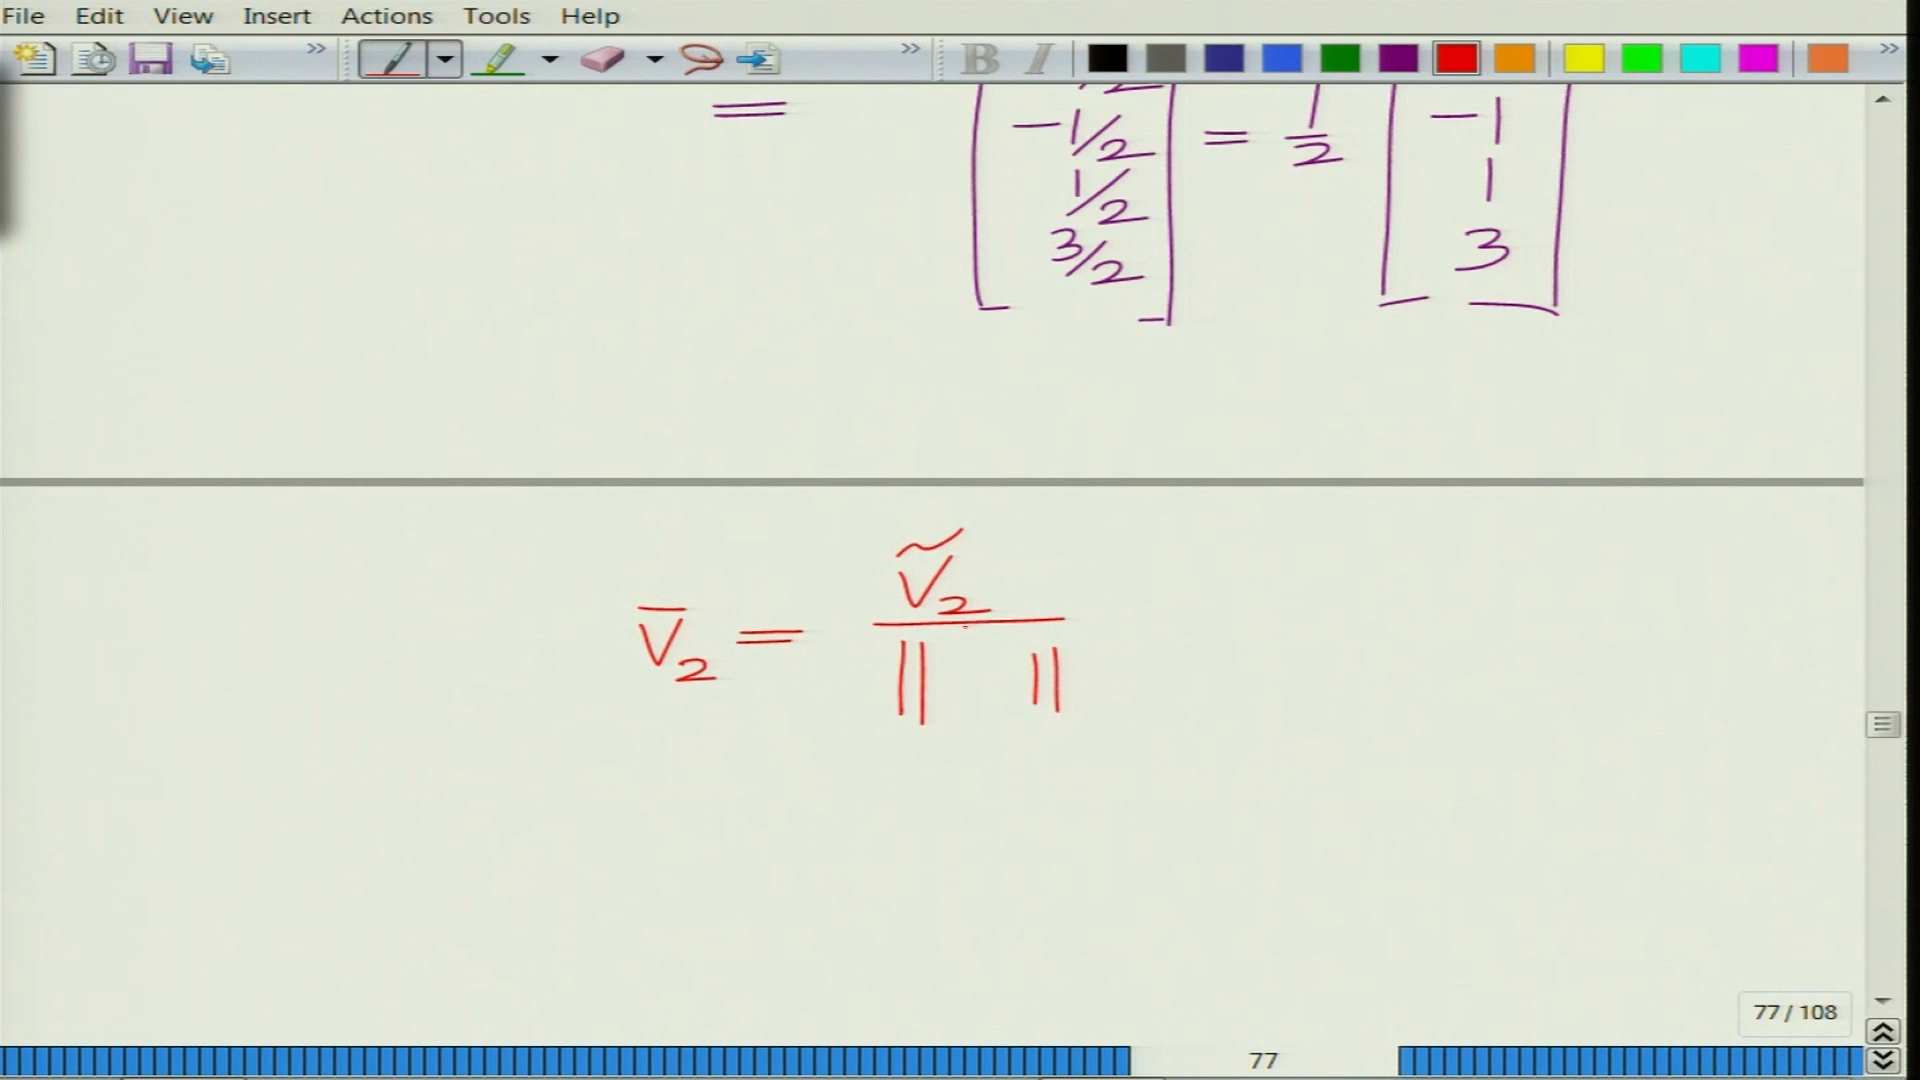 File Edit View Insert Actions Tools Help
B I
= [ -1/2 1/2 3/2 ] = 1/2 [ -1 1 3 ]
V̄₂ = Ṽ₂ / ‖ ‖
77 / 108
77